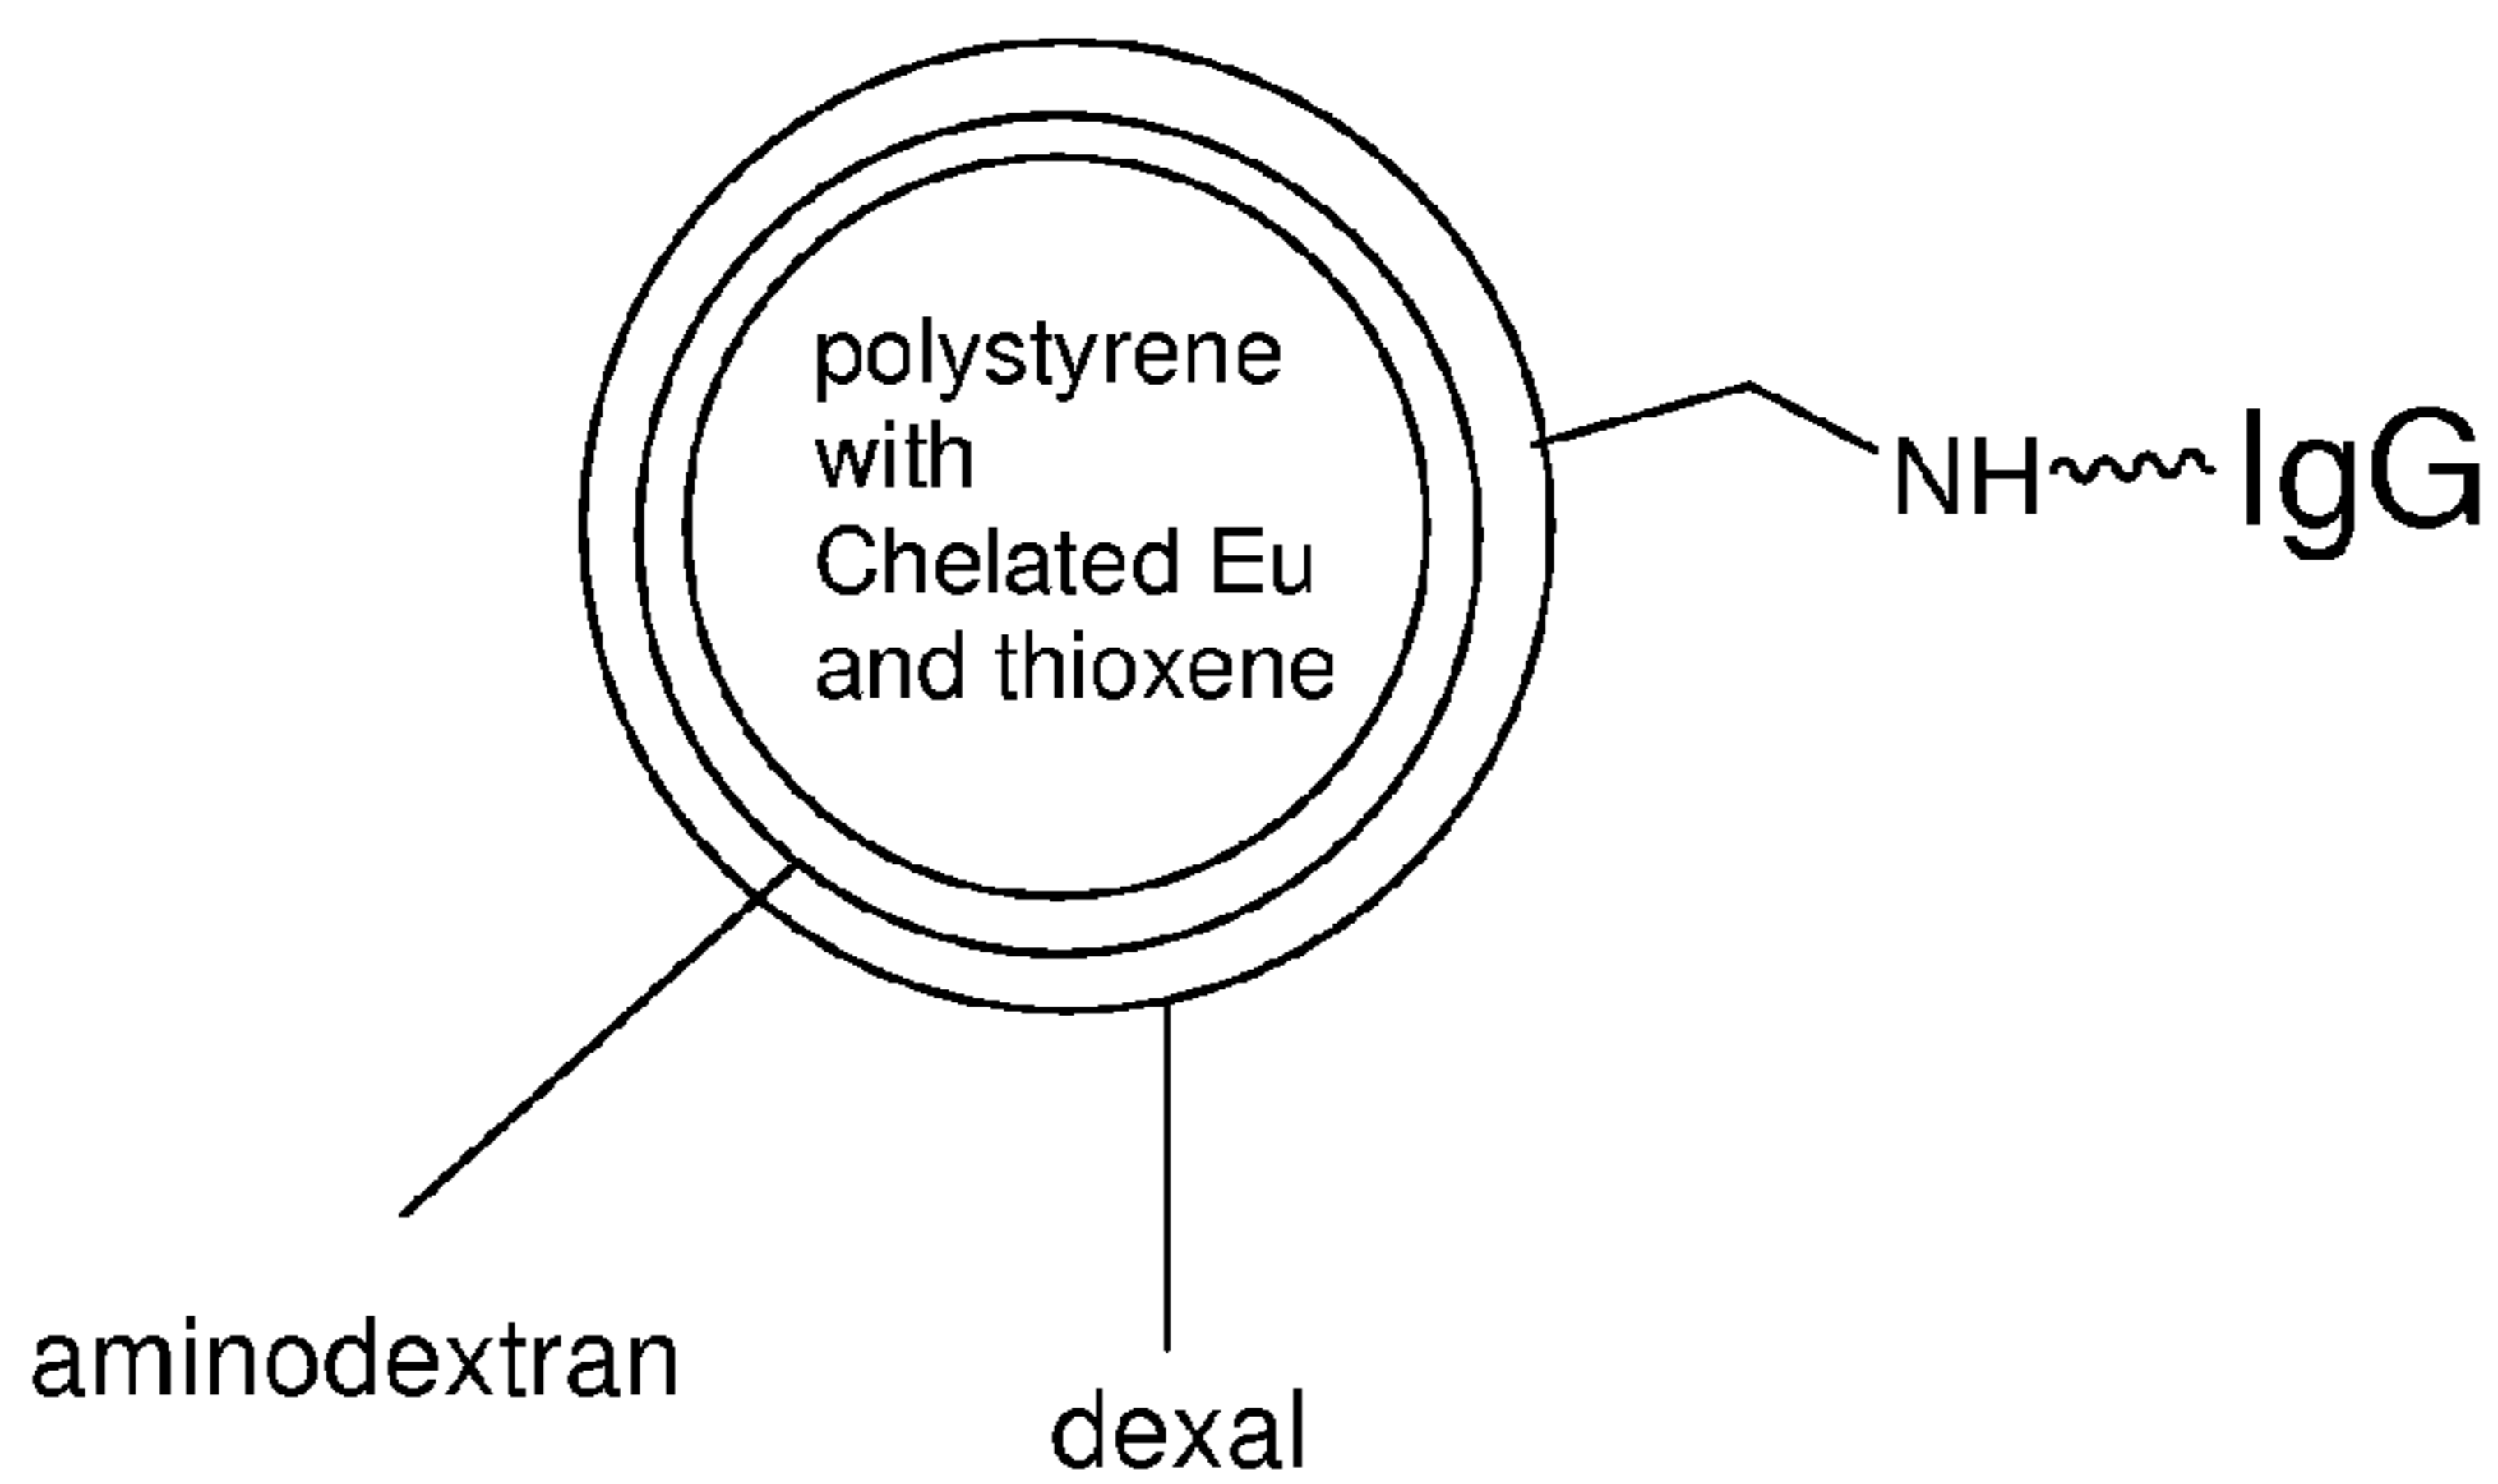 polystyrene
with
Chelated Eu
and thioxene
NH
IgG
aminodextran
dexal